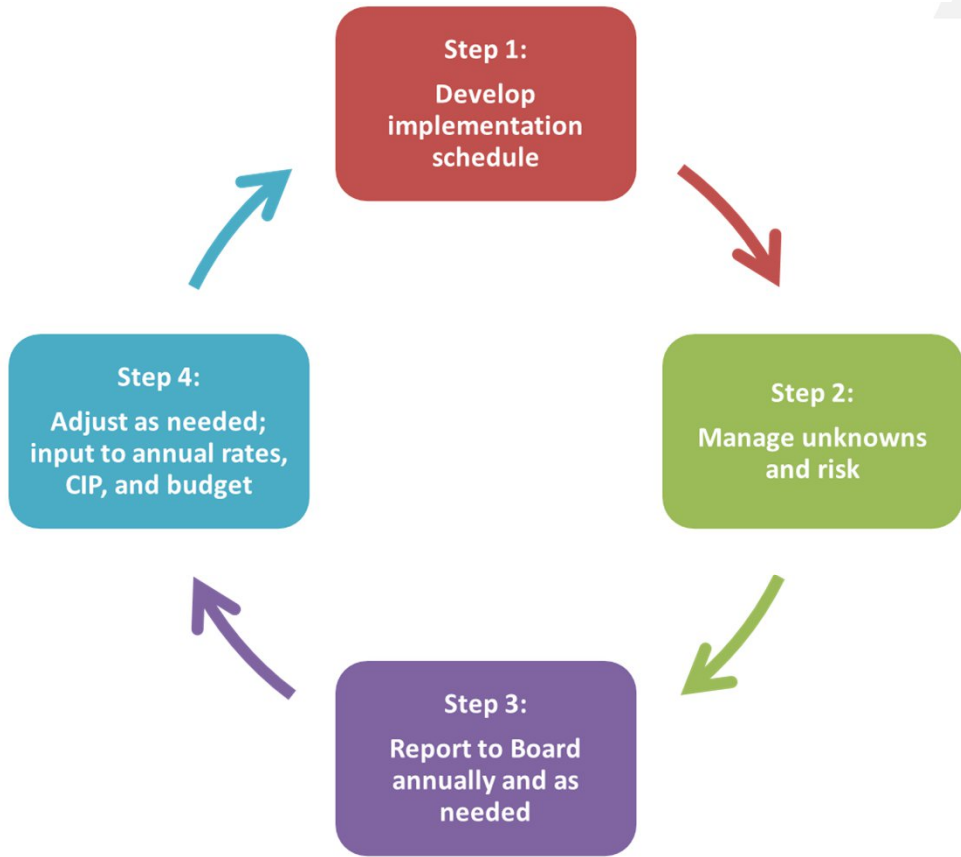 Step 1:
Develop
implementation
schedule
Step 2:
Manage unknowns
and risk
Step 3:
Report to Board
annually and as
needed
Step 4:
Adjust as needed;
input to annual rates,
CIP, and budget